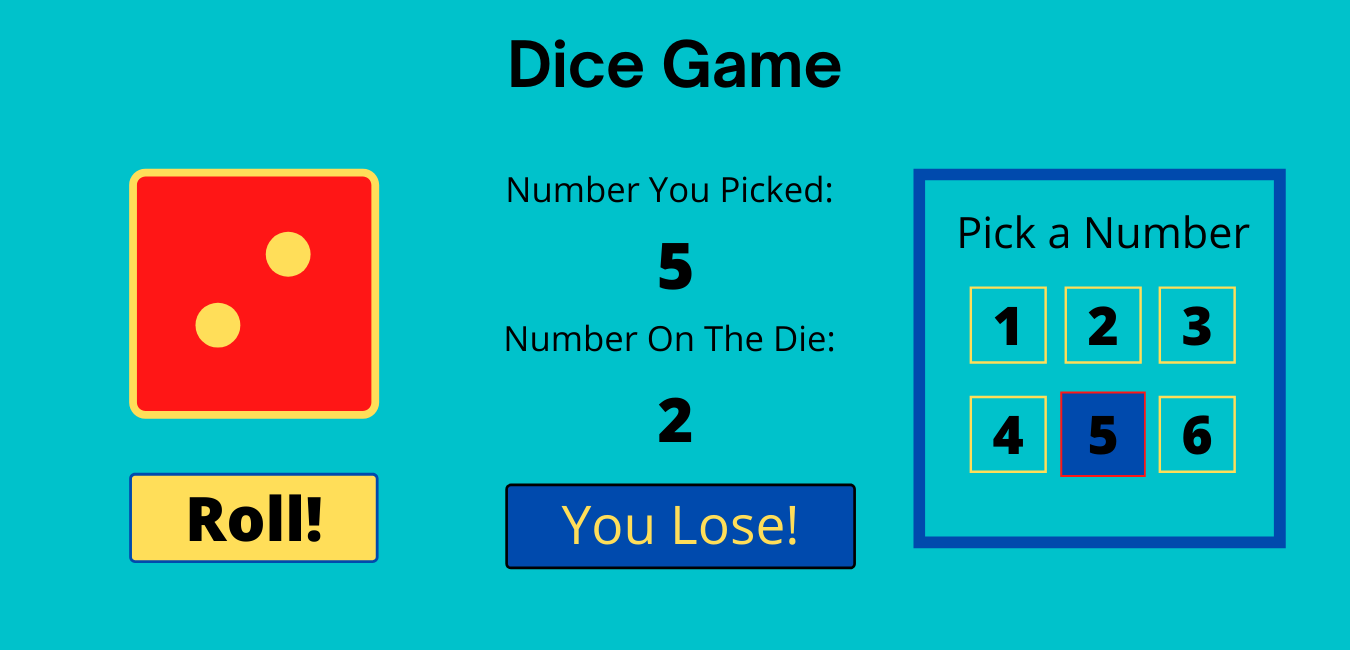 Dice Game
Number You Picked:
5
Number On The Die:
2
You Lose!
Roll!
Pick a Number
1 2 3
4 5 6